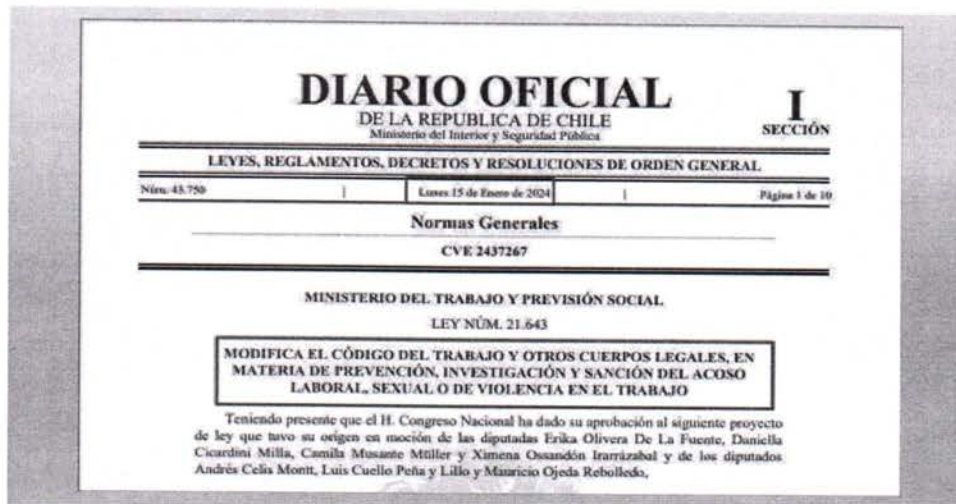 DIARIO OFICIAL
DE LA REPUBLICA DE CHILE
Ministerio del Interior y Seguridad Pública
I
SECCIÓN
LEYES, REGLAMENTOS, DECRETOS Y RESOLUCIONES DE ORDEN GENERAL
Núm. 43.750 | Lunes 15 de Enero de 2024 | Página 1 de 10
Normas Generales
CVE 2437267
MINISTERIO DEL TRABAJO Y PREVISIÓN SOCIAL
LEY NÚM. 21.643
MODIFICA EL CÓDIGO DEL TRABAJO Y OTROS CUERPOS LEGALES, EN
MATERIA DE PREVENCIÓN, INVESTIGACIÓN Y SANCIÓN DEL ACOSO
LABORAL, SEXUAL O DE VIOLENCIA EN EL TRABAJO
Teniendo presente que el H. Congreso Nacional ha dado su aprobación al siguiente proyecto
de ley que tuvo su origen en moción de las diputadas Erika Olivera De La Fuente, Daniella
Cicardini Milla, Camila Musante Müller y Ximena Ossandón Irarrázabal y de los diputados
Andrés Celis Montt, Luis Cuello Peña y Lillo y Mauricio Ojeda Rebolledo,